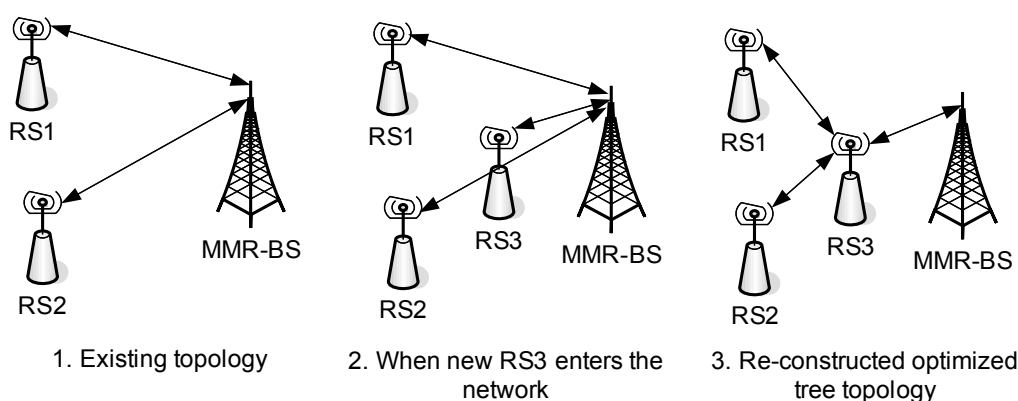 RS1
MMR-BS
RS2
1. Existing topology
RS1
RS3
MMR-BS
RS2
2. When new RS3 enters the
network
RS1
RS3
MMR-BS
RS2
3. Re-constructed optimized
tree topology